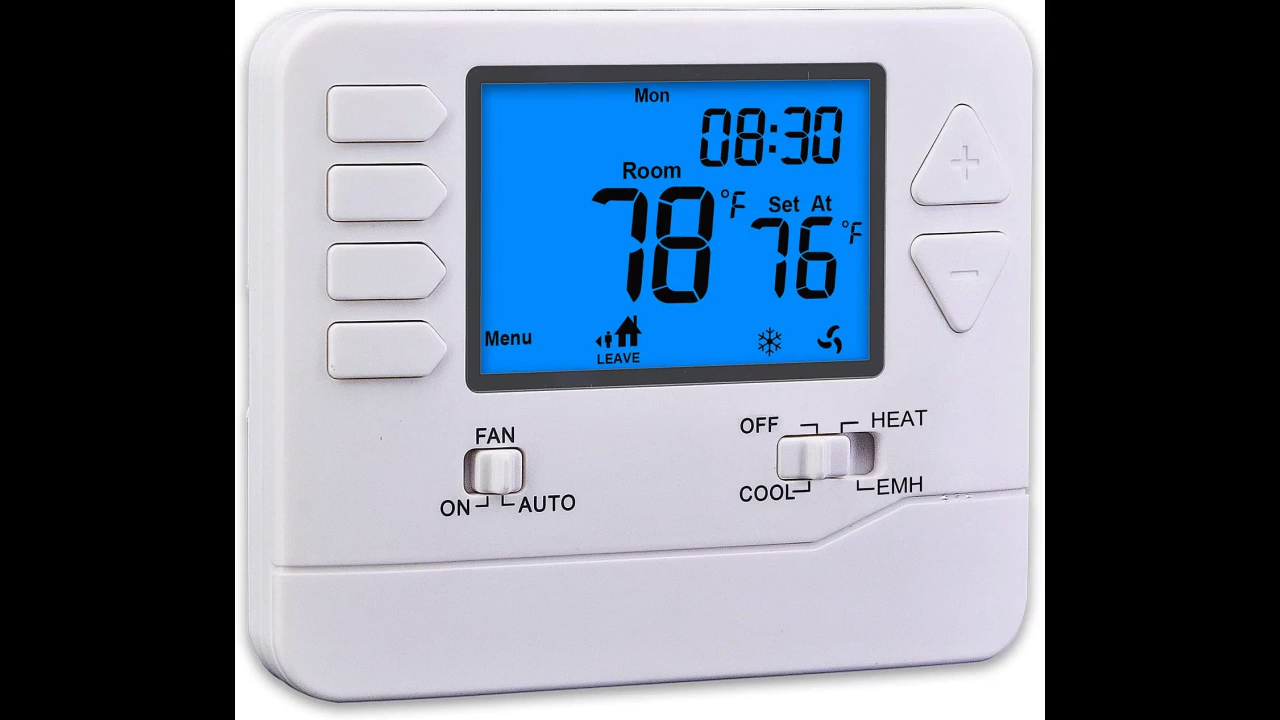 Mon
08:30
Room
78°F
Set At
76°F
Menu
LEAVE
FAN
ON AUTO
OFF HEAT
COOL EMH